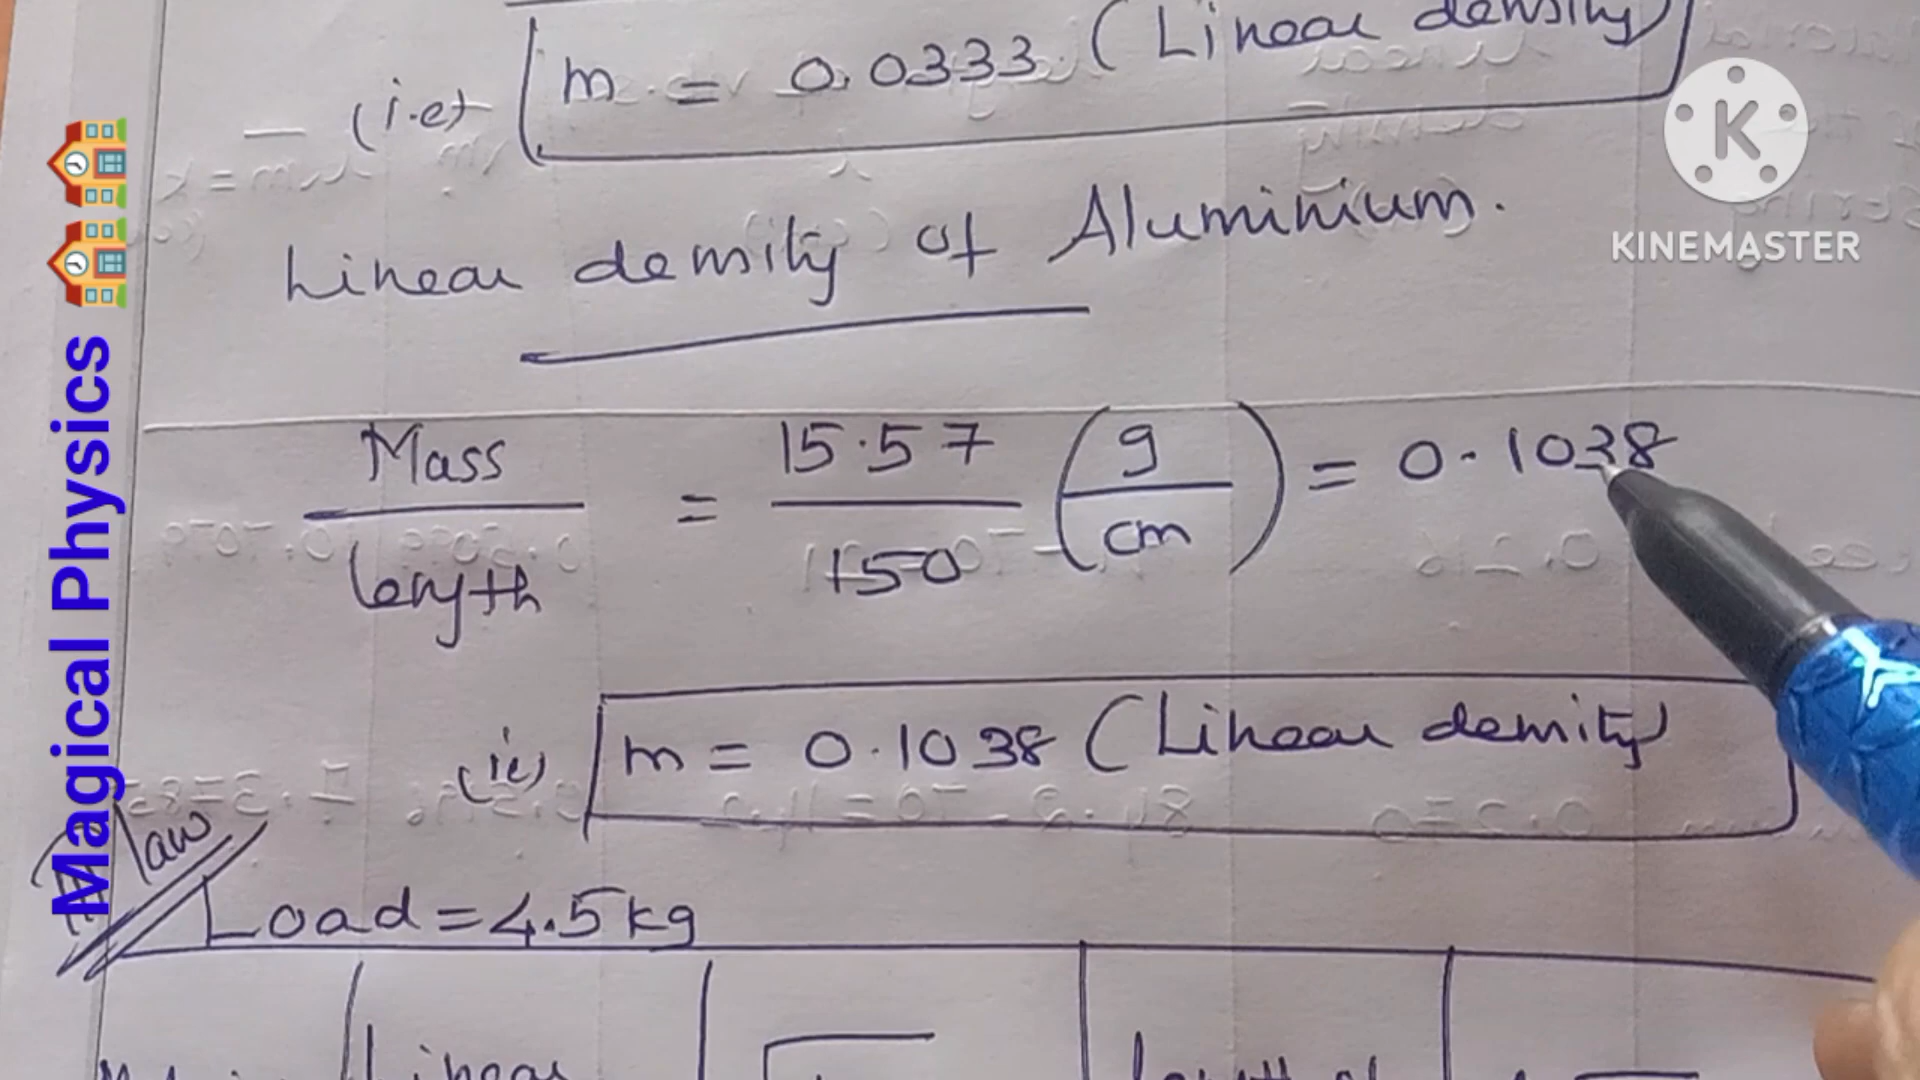 m = 0.0333 (Linear density)
(i.e)
Linear density of Aluminium.
Mass / length = 15.57 / 150 (g / cm) = 0.1038
(ie) m = 0.1038 (Linear density)
law
Load = 4.5 kg
Linear
Magical Physics
K
KINEMASTER